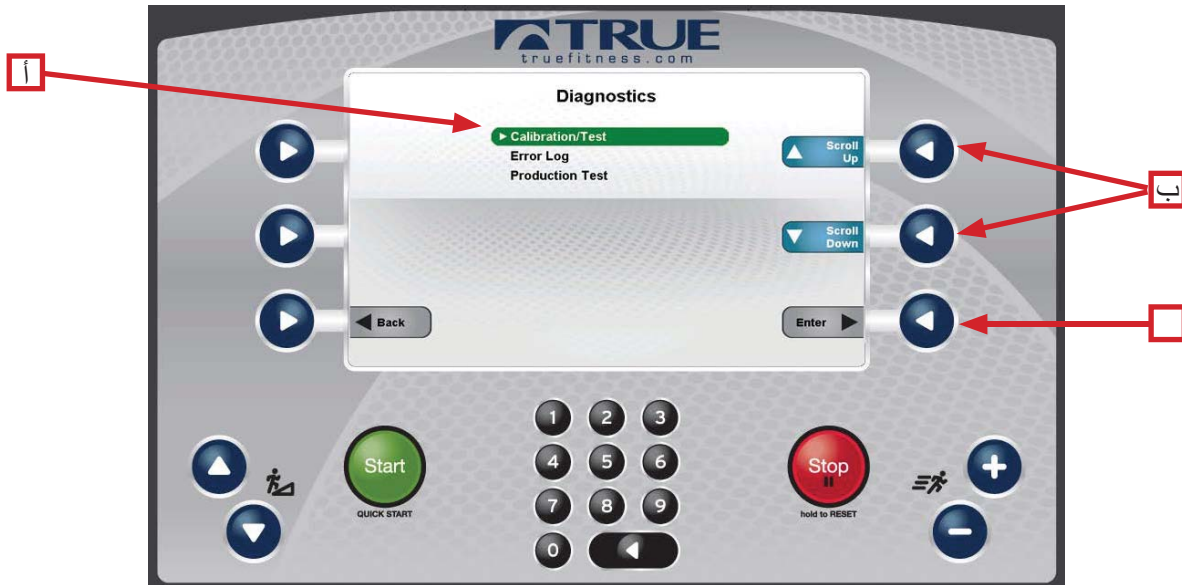 TRUE
truefitness.com
أ
Diagnostics
Calibration/Test
Error Log
Production Test
Scroll
Up
ب
Scroll
Down
Back
Enter
1 2 3
4 5 6
7 8 9
0
Start
QUICK START
Stop
hold to RESET